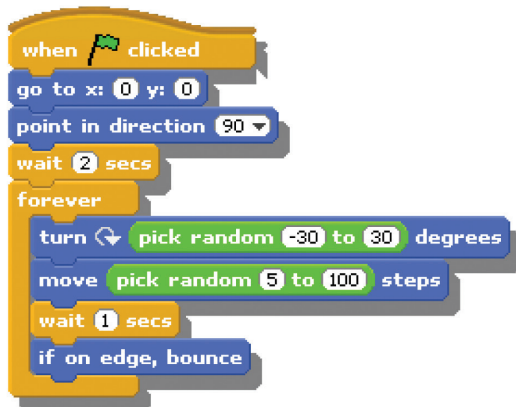 when clicked
go to x: 0 y: 0
point in direction 90
wait 2 secs
forever
turn pick random -30 to 30 degrees
move pick random 5 to 100 steps
wait 1 secs
if on edge, bounce